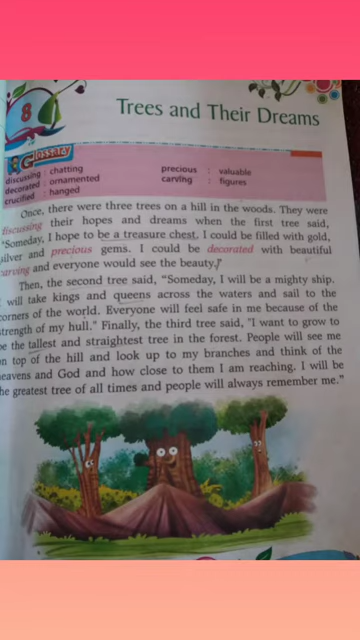 8
Trees and Their Dreams
Glossary
discussing : chatting
decorated : ornamented
crucified : hanged
precious : valuable
carving : figures
Once, there were three trees on a hill in the woods. They were
discussing their hopes and dreams when the first tree said,
"Someday, I hope to be a treasure chest. I could be filled with gold,
silver and precious gems. I could be decorated with beautiful
carving and everyone would see the beauty."
Then, the second tree said, "Someday, I will be a mighty ship.
I will take kings and queens across the waters and sail to the
corners of the world. Everyone will feel safe in me because of the
strength of my hull." Finally, the third tree said, "I want to grow to
be the tallest and straightest tree in the forest. People will see me
on top of the hill and look up to my branches and think of the
heavens and God and how close to them I am reaching. I will be
the greatest tree of all times and people will always remember me."